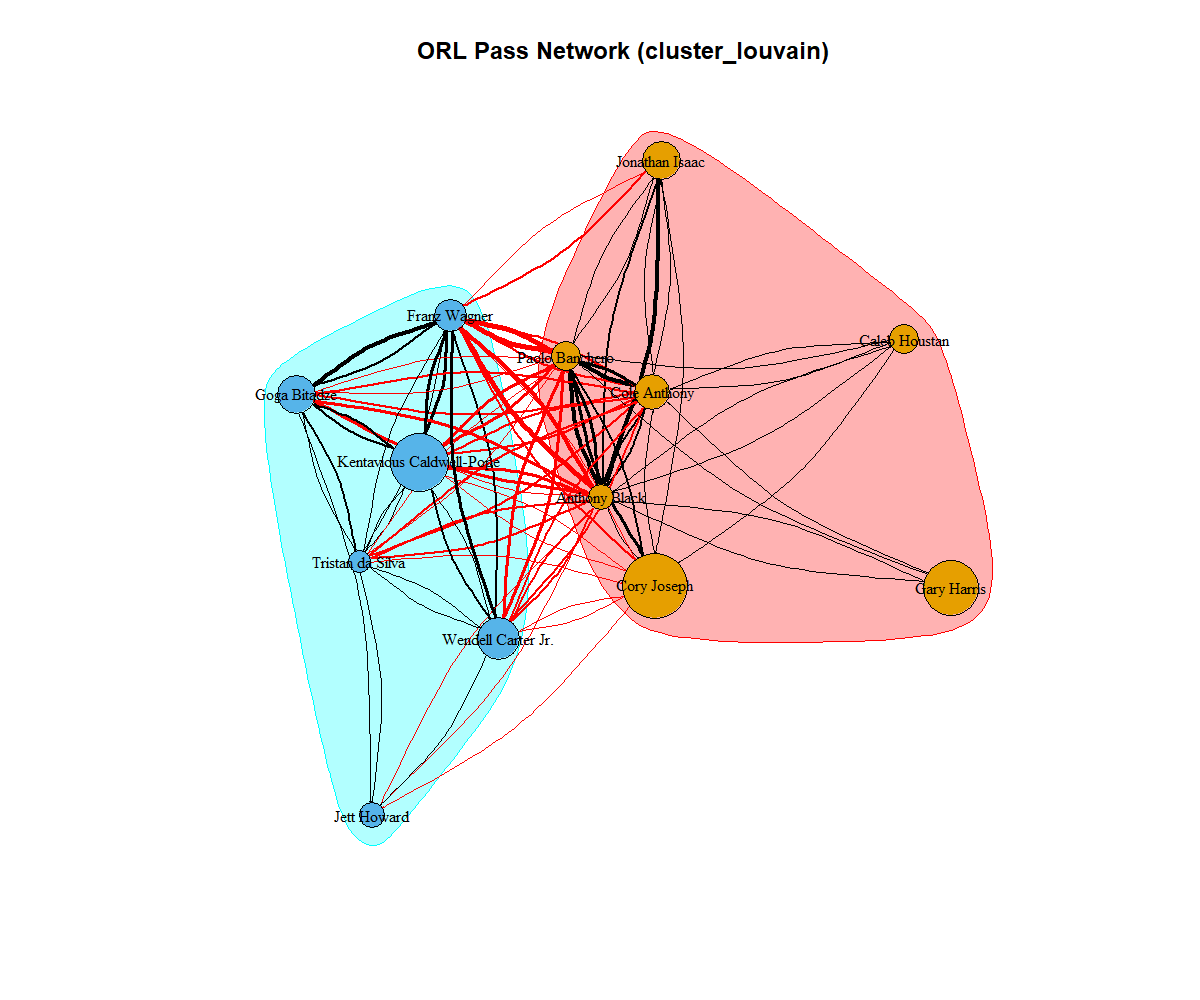 ORL Pass Network (cluster_louvain)
Jonathan Isaac
Franz Wagner
Caleb Houstan
Paolo Banchero
Goga Bitadze
Cole Anthony
Kentavious Caldwell-Pope
Anthony Black
Tristan da Silva
Cory Joseph
Gary Harris
Wendell Carter Jr.
Jett Howard